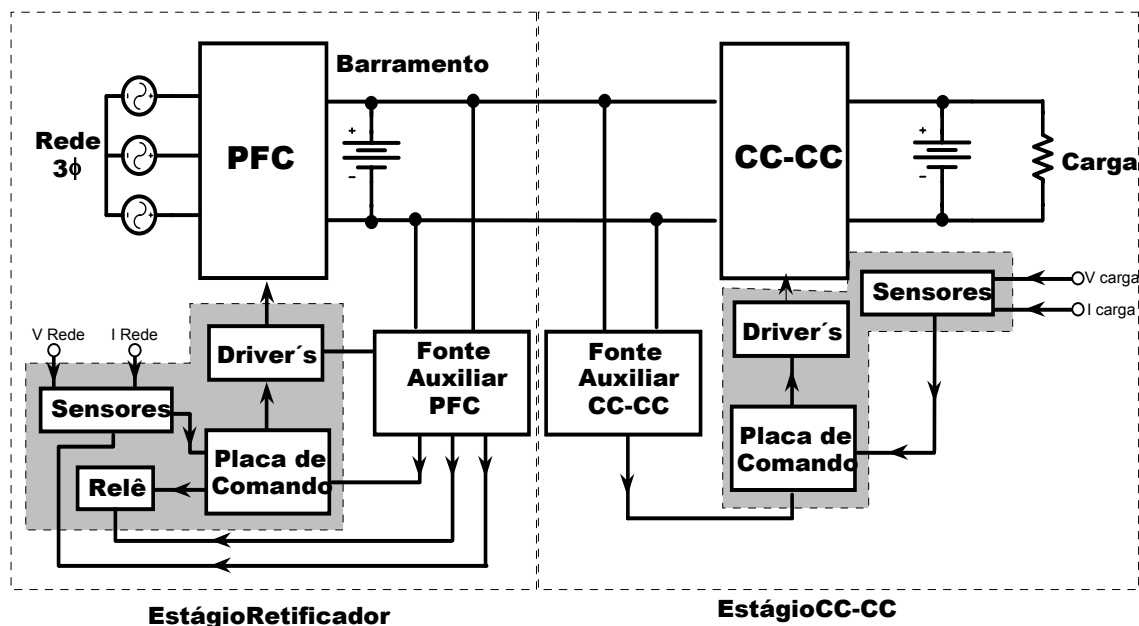 Rede
3ϕ
PFC
Barramento
+
−
V Rede
I Rede
Sensores
Driver´s
Placa de
Comando
Relê
Fonte
Auxiliar
PFC
EstágioRetificador
CC-CC
+
−
Carga
Sensores
V carga
I carga
Driver´s
Fonte
Auxiliar
CC-CC
Placa de
Comando
EstágioCC-CC